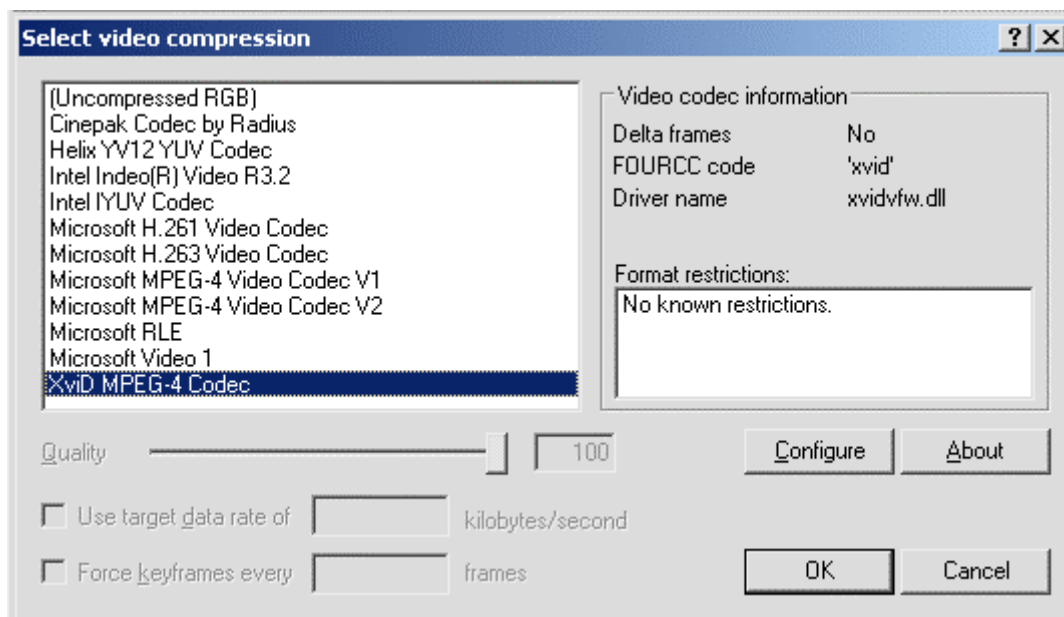 Select video compression
(Uncompressed RGB)
Cinepak Codec by Radius
Helix YV12 YUV Codec
Intel Indeo(R) Video R3.2
Intel IYUV Codec
Microsoft H.261 Video Codec
Microsoft H.263 Video Codec
Microsoft MPEG-4 Video Codec V1
Microsoft MPEG-4 Video Codec V2
Microsoft RLE
Microsoft Video 1
XviD MPEG-4 Codec
Video codec information
Delta frames No
FOURCC code 'xvid'
Driver name xvidvfw.dll
Format restrictions:
No known restrictions.
Quality 100
Configure About
Use target data rate of kilobytes/second
Force keyframes every frames
OK Cancel